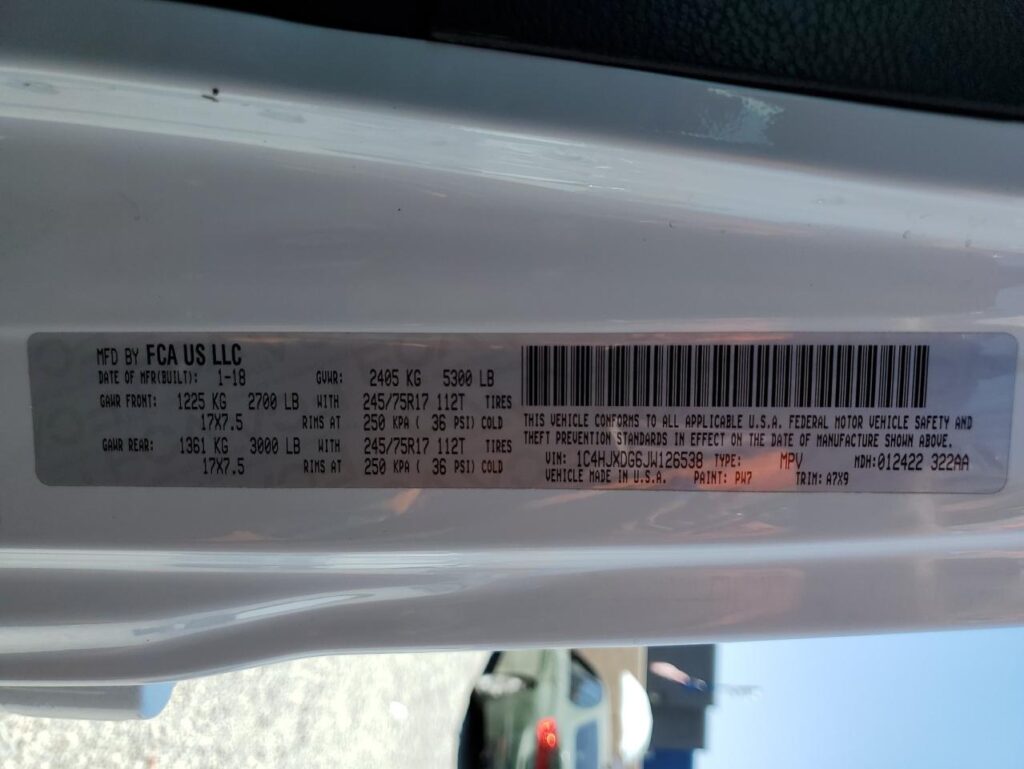 MFD BY FCA US LLC
DATE OF MFR(BUILT): 1-18 GVWR: 2405 KG 5300 LB
GAWR FRONT: 1225 KG 2700 LB WITH 245/75R17 112T TIRES
17X7.5 RIMS AT 250 KPA ( 36 PSI) COLD
GAWR REAR: 1361 KG 3000 LB WITH 245/75R17 112T TIRES
17X7.5 RIMS AT 250 KPA ( 36 PSI) COLD
THIS VEHICLE CONFORMS TO ALL APPLICABLE U.S.A. FEDERAL MOTOR VEHICLE SAFETY AND
THEFT PREVENTION STANDARDS IN EFFECT ON THE DATE OF MANUFACTURE SHOWN ABOVE.
VIN: 1C4HJXDG6JW126538 TYPE: MPV MDH:012422 322AA
VEHICLE MADE IN U.S.A. PAINT: PW7 TRIM: A7X9